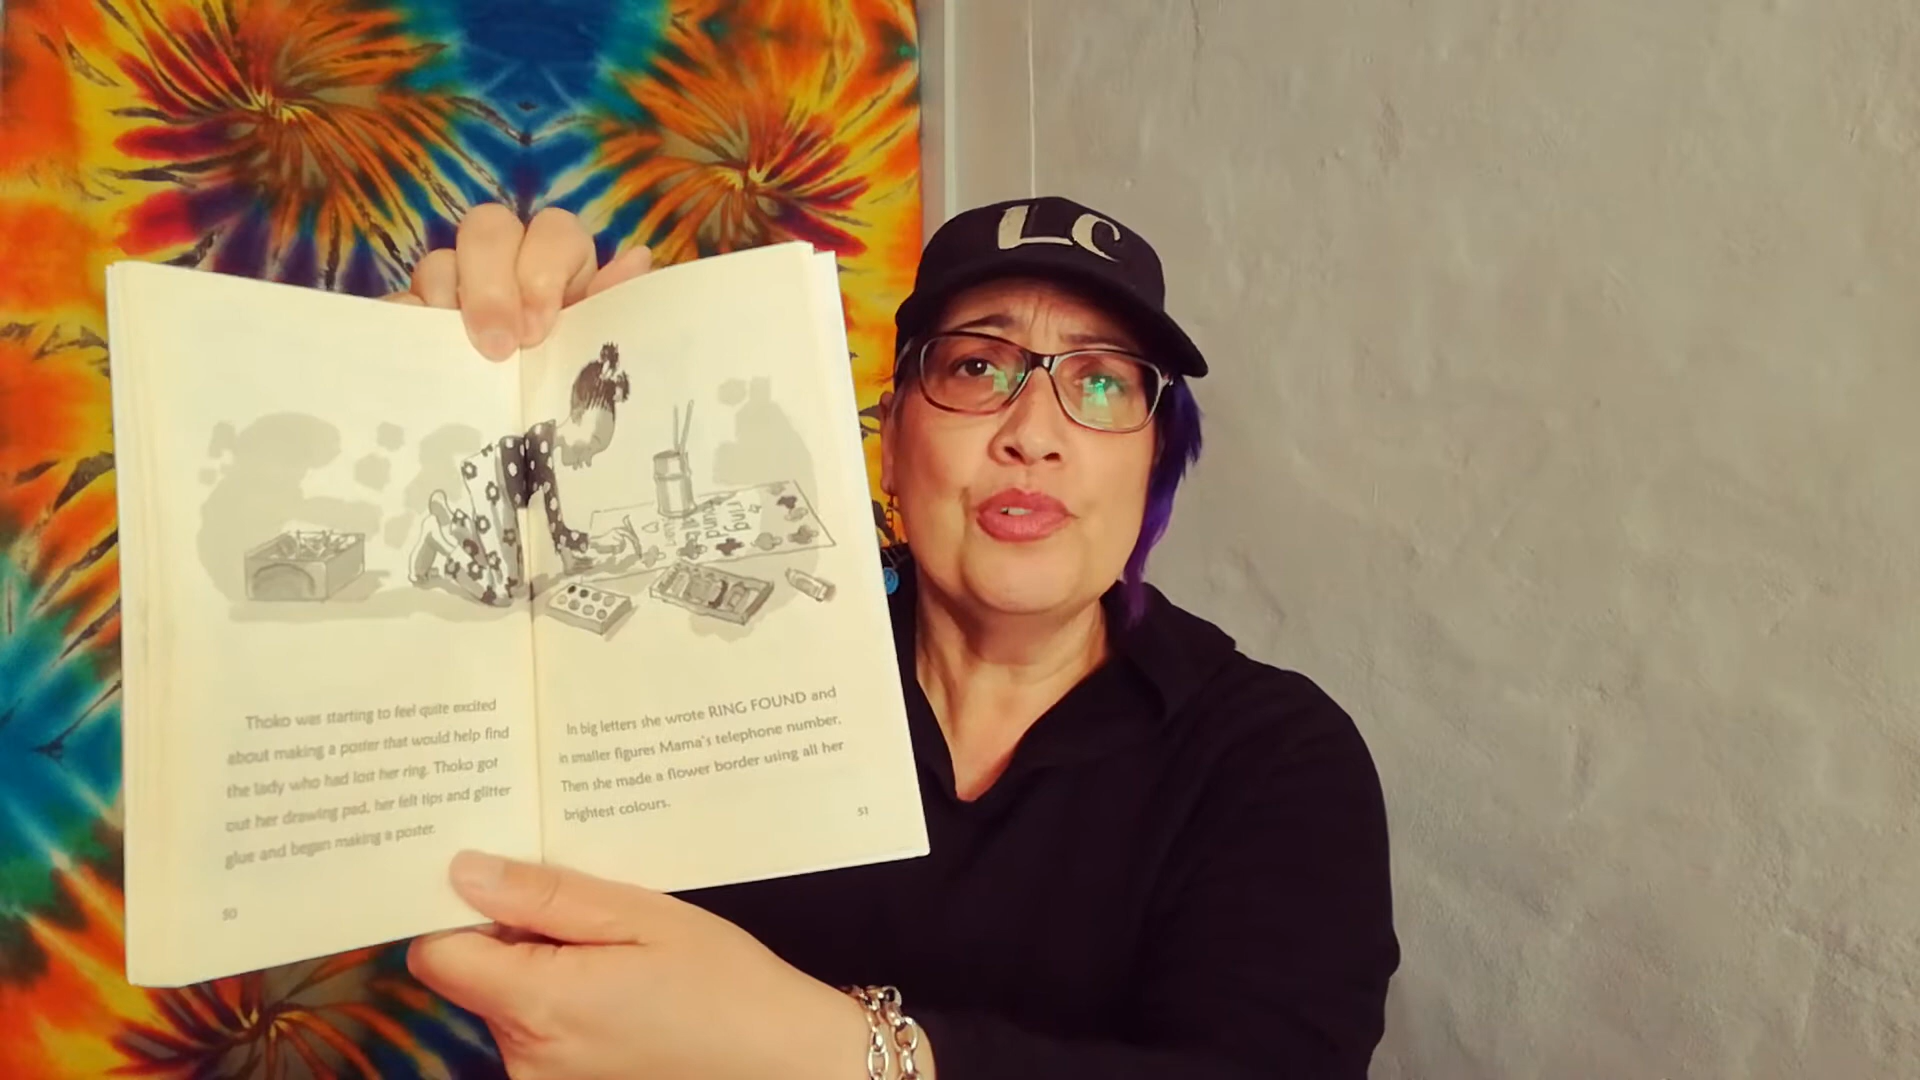 LC
ring
found
Thoko was starting to feel quite excited
about making a poster that would help find
the lady who had lost her ring. Thoko got
out her drawing pad, her felt tips and glitter
glue and began making a poster.
50
In big letters she wrote RING FOUND and
in smaller figures Mama's telephone number.
Then she made a flower border using all her
brightest colours.
51